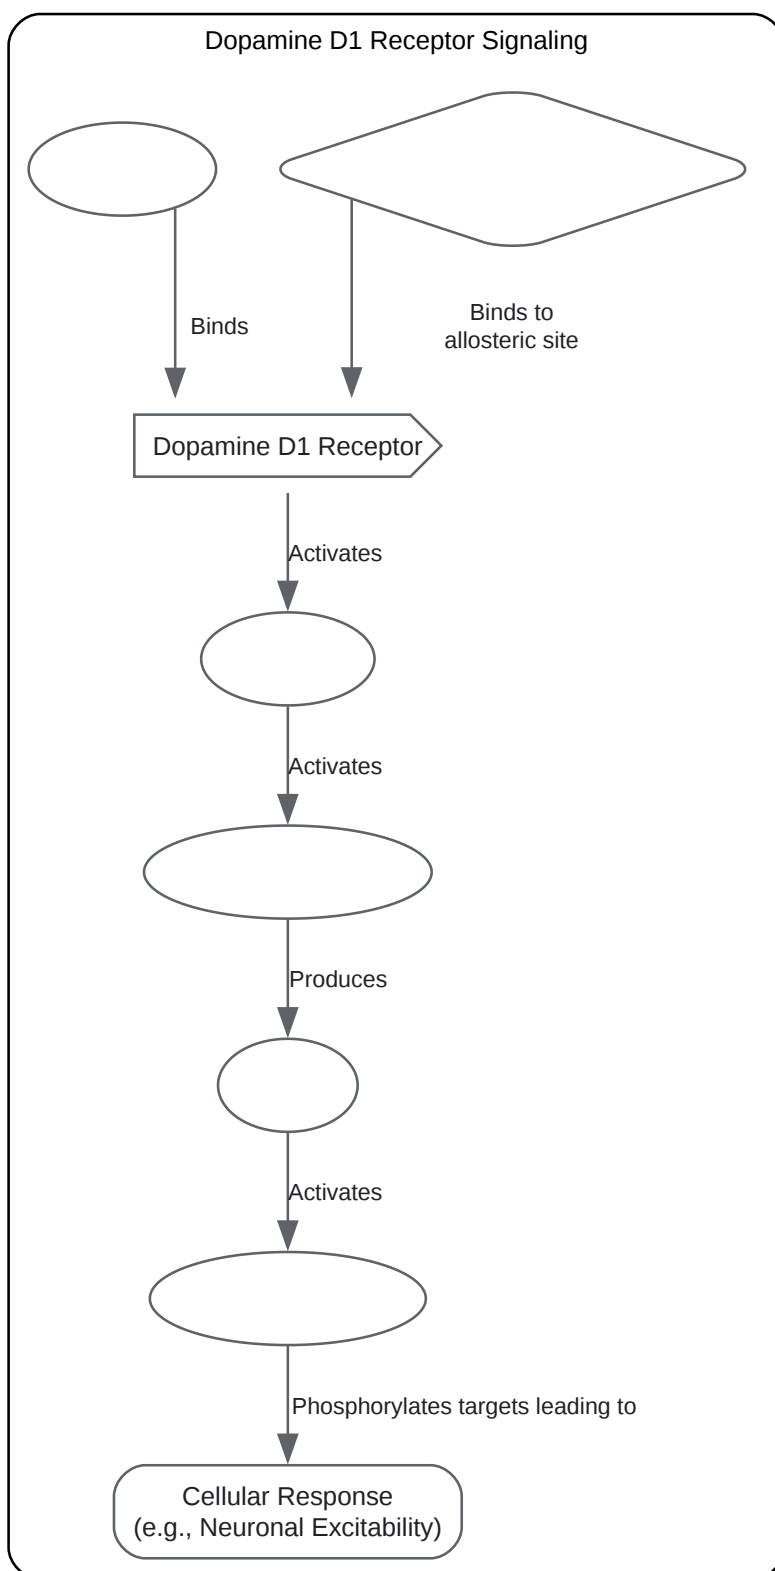 Dopamine D1 Receptor Signaling
Binds
Binds to
allosteric site
Dopamine D1 Receptor
Activates
Activates
Produces
Activates
Phosphorylates targets leading to
Cellular Response
(e.g., Neuronal Excitability)